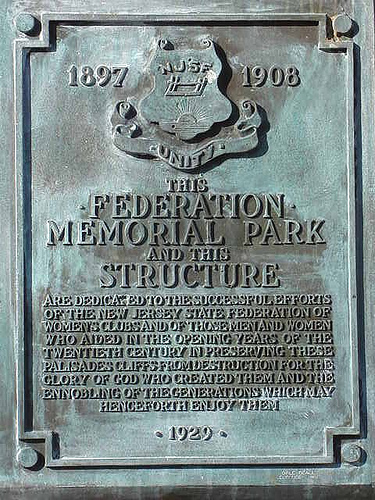 1897 NJSF 1908
UNITY
THIS
·FEDERATION·
MEMORIAL PARK
AND THIS
STRUCTURE
ARE DEDICATED TO THE SUCCESSFUL EFFORTS
OF THE NEW JERSEY STATE FEDERATION OF
WOMEN'S CLUBS AND OF THOSE MEN AND WOMEN
WHO AIDED IN THE OPENING YEARS OF THE
TWENTIETH CENTURY IN PRESERVING THESE
PALISADES CLIFFS FROM DESTRUCTION FOR THE
GLORY OF GOD WHO CREATED THEM AND THE
ENNOBLING OF THE GENERATIONS WHICH MAY
HENCEFORTH ENJOY THEM
·1929·